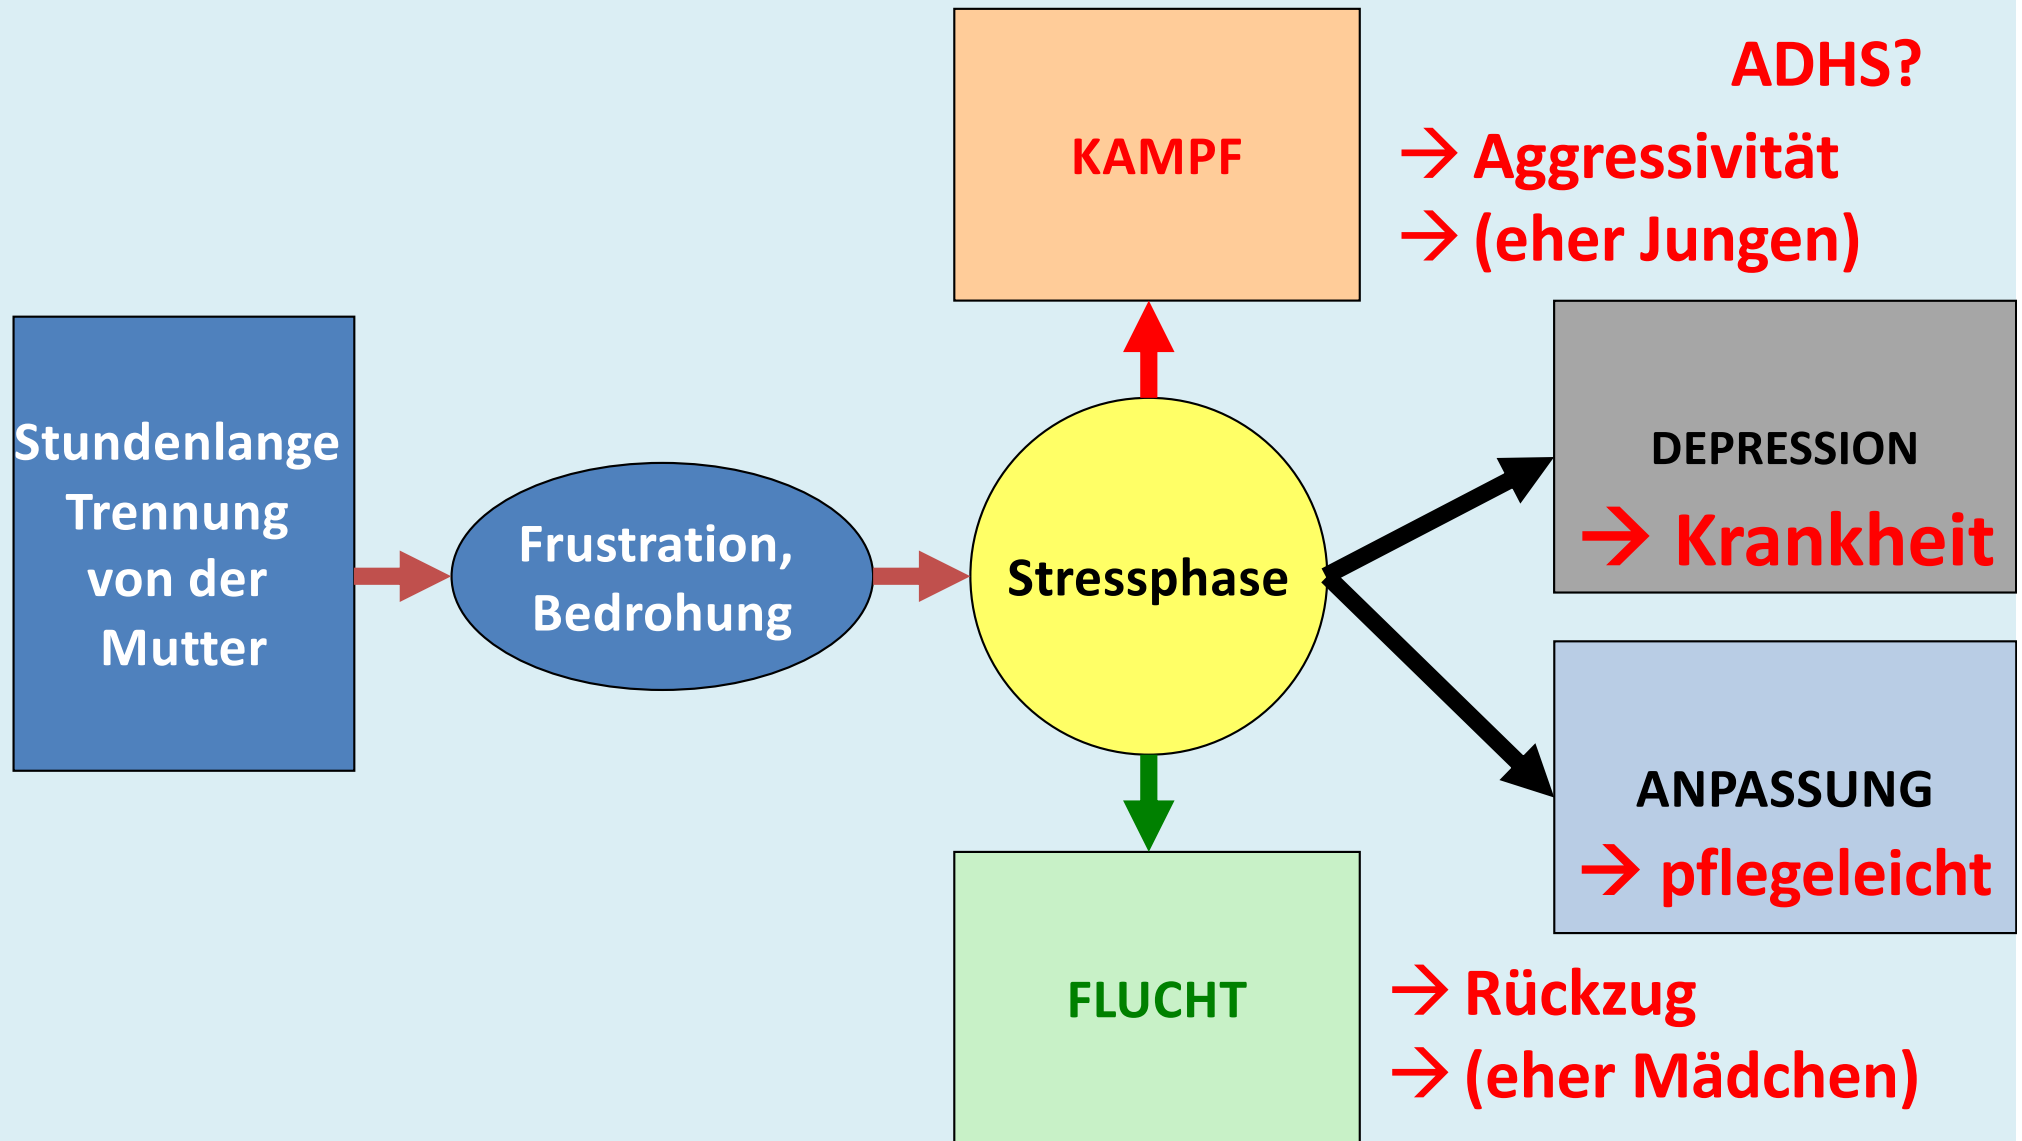 Stundenlange
Trennung
von der
Mutter
Frustration,
Bedrohung
Stressphase
KAMPF
ADHS?
→ Aggressivität
→ (eher Jungen)
DEPRESSION
→ Krankheit
ANPASSUNG
→ pflegeleicht
FLUCHT
→ Rückzug
→ (eher Mädchen)